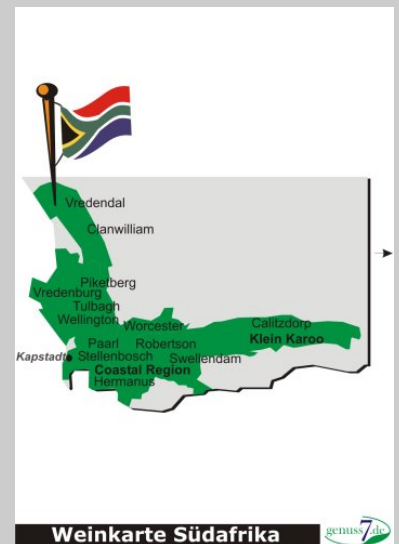 Vredendal
Clanwilliam
Piketberg
Vredenburg
Tulbagh
Wellington
Worcester
Calitzdorp
Paarl Robertson Klein Karoo
Kapstadt Stellenbosch Swellendam
Coastal Region
Hermanus
Weinkarte Südafrika
genuss7.de